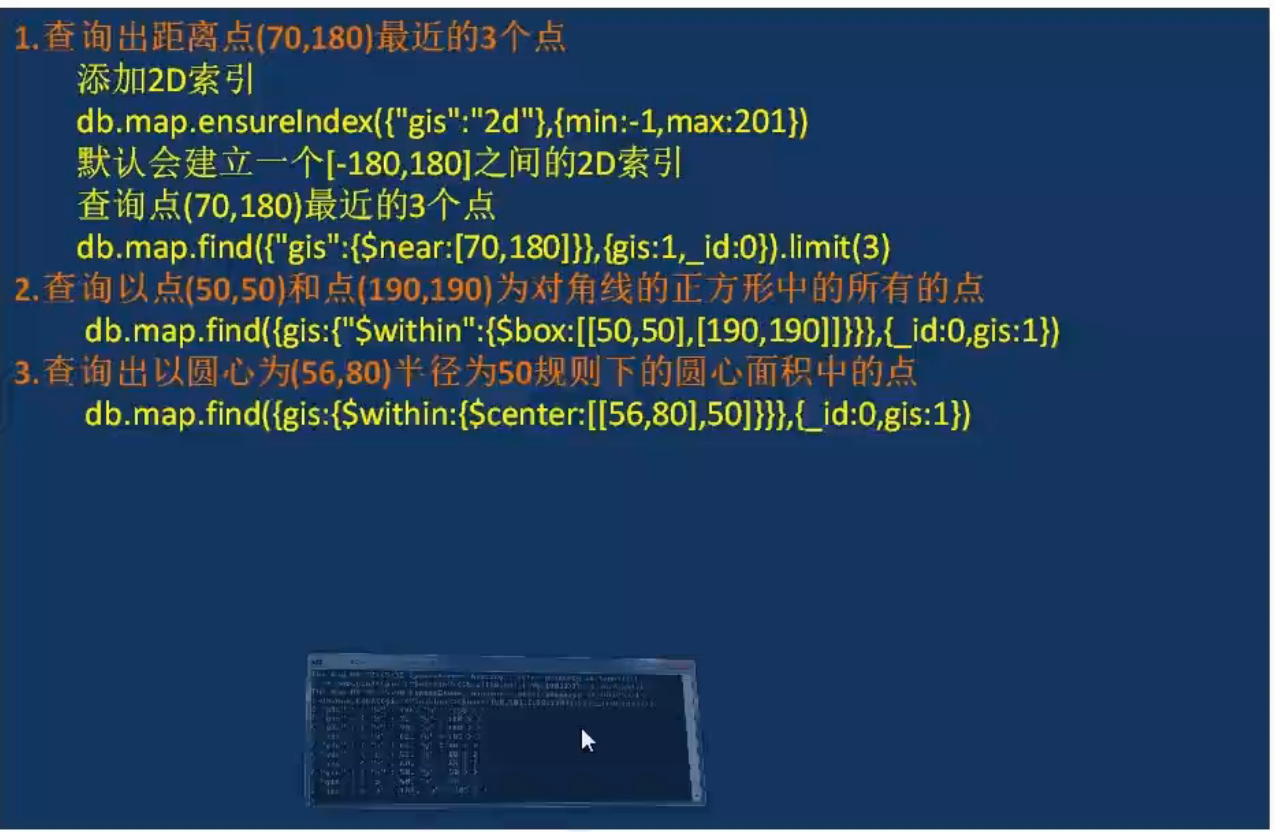 1.查询出距离点(70,180)最近的3个点
添加2D索引
db.map.ensureIndex({"gis":"2d"},{min:-1,max:201})
默认会建立一个[-180,180]之间的2D索引
查询点(70,180)最近的3个点
db.map.find({"gis":{$near:[70,180]}},{gis:1,_id:0}).limit(3)
2.查询以点(50,50)和点(190,190)为对角线的正方形中的所有的点
db.map.find({gis:{"$within":{$box:[[50,50],[190,190]]}}},{_id:0,gis:1})
3.查询出以圆心为(56,80)半径为50规则下的圆心面积中的点
db.map.find({gis:{$within:{$center:[[56,80],50]}}},{_id:0,gis:1})